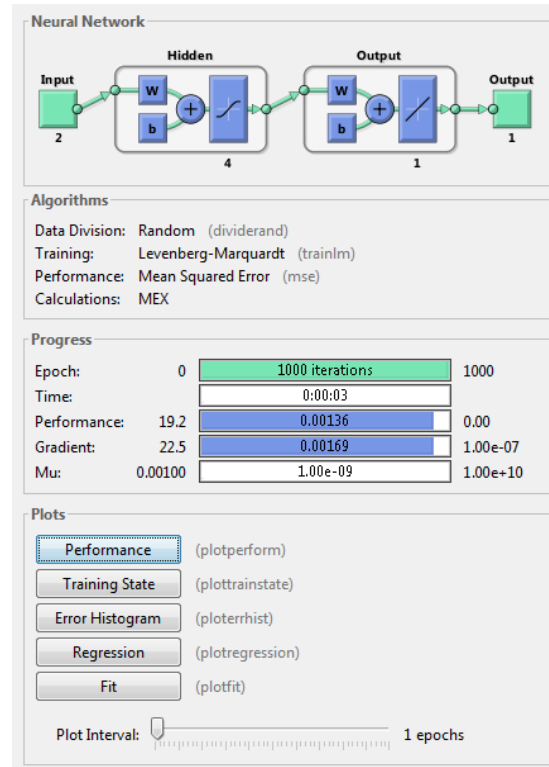 Neural Network
Hidden
Output
Input
W
b
W
b
Output
2
4
1
1
Algorithms
Data Division: Random (dividerand)
Training: Levenberg-Marquardt (trainlm)
Performance: Mean Squared Error (mse)
Calculations: MEX
Progress
Epoch: 0 1000 iterations 1000
Time: 0:00:03
Performance: 19.2 0.00136 0.00
Gradient: 22.5 0.00169 1.00e-07
Mu: 0.00100 1.00e-09 1.00e+10
Plots
Performance (plotperform)
Training State (plottrainstate)
Error Histogram (ploterrhist)
Regression (plotregression)
Fit (plotfit)
Plot Interval: 1 epochs